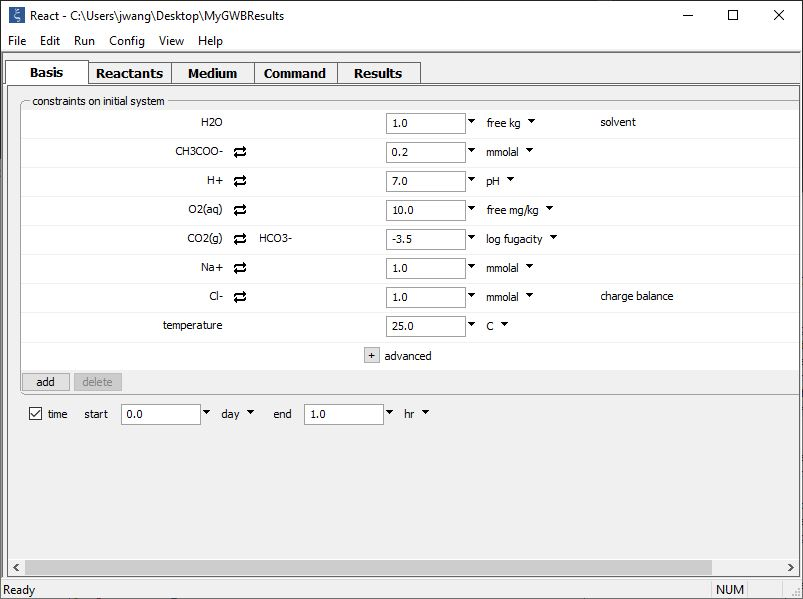 React - C:\Users\jwang\Desktop\MyGWBResults
File Edit Run Config View Help
Basis Reactants Medium Command Results
constraints on initial system
H2O 1.0 free kg solvent
CH3COO- 0.2 mmolal
H+ 7.0 pH
O2(aq) 10.0 free mg/kg
CO2(g) HCO3- -3.5 log fugacity
Na+ 1.0 mmolal
Cl- 1.0 mmolal charge balance
temperature 25.0 C
+ advanced
add delete
time start 0.0 day end 1.0 hr
Ready NUM